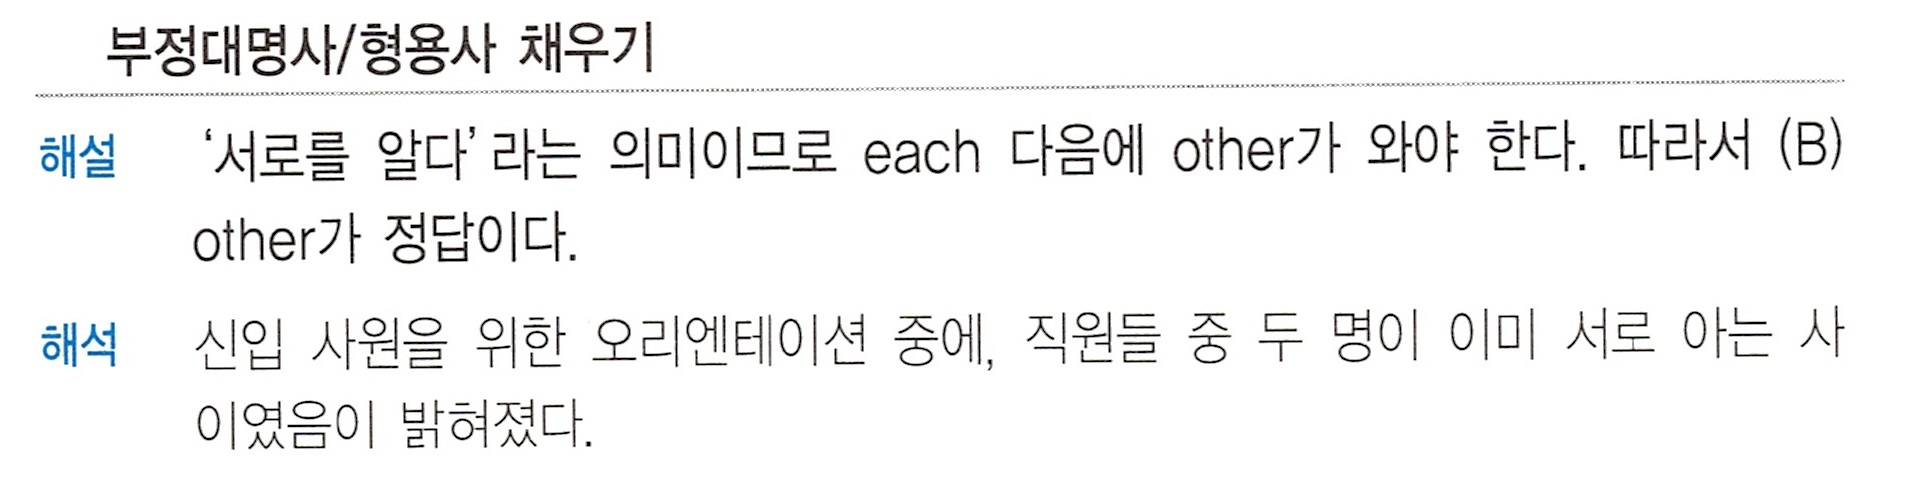 부정대명사/형용사 채우기
해설 ‘서로를 알다’라는 의미이므로 each 다음에 other가 와야 한다. 따라서 (B)
other가 정답이다.
해석 신입 사원을 위한 오리엔테이션 중에, 직원들 중 두 명이 이미 서로 아는 사
이였음이 밝혀졌다.